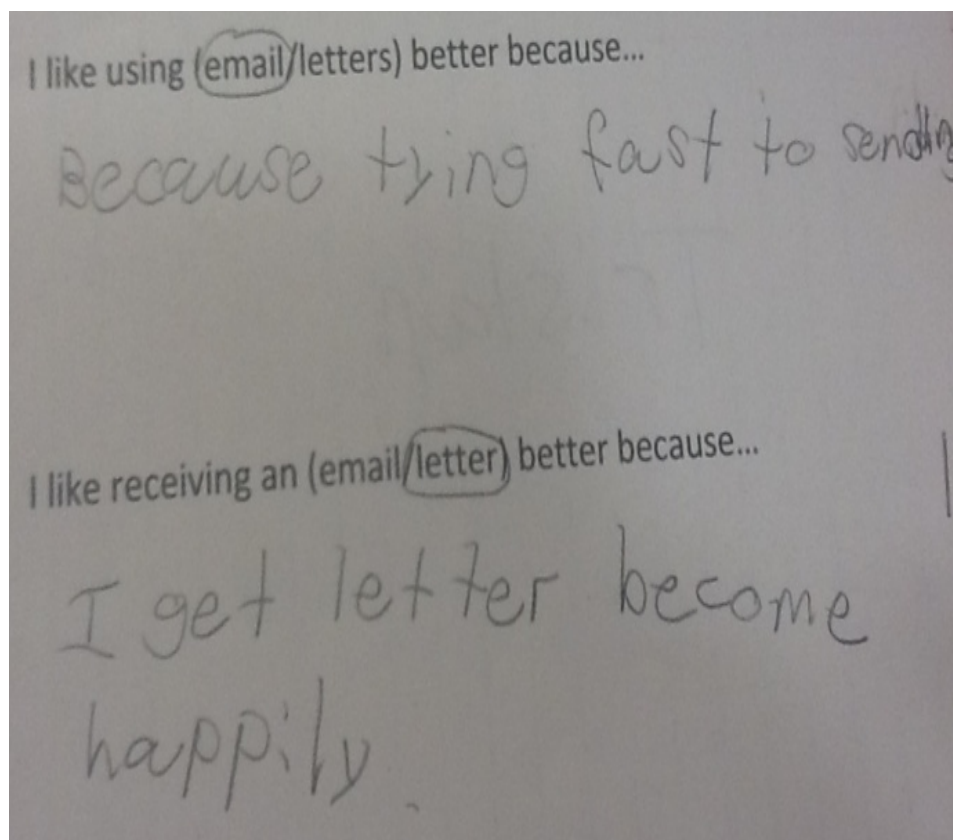 I like using (email/letters) better because...
Because tying fast to sending
I like receiving an (email/letter) better because...
I get letter become
happily.